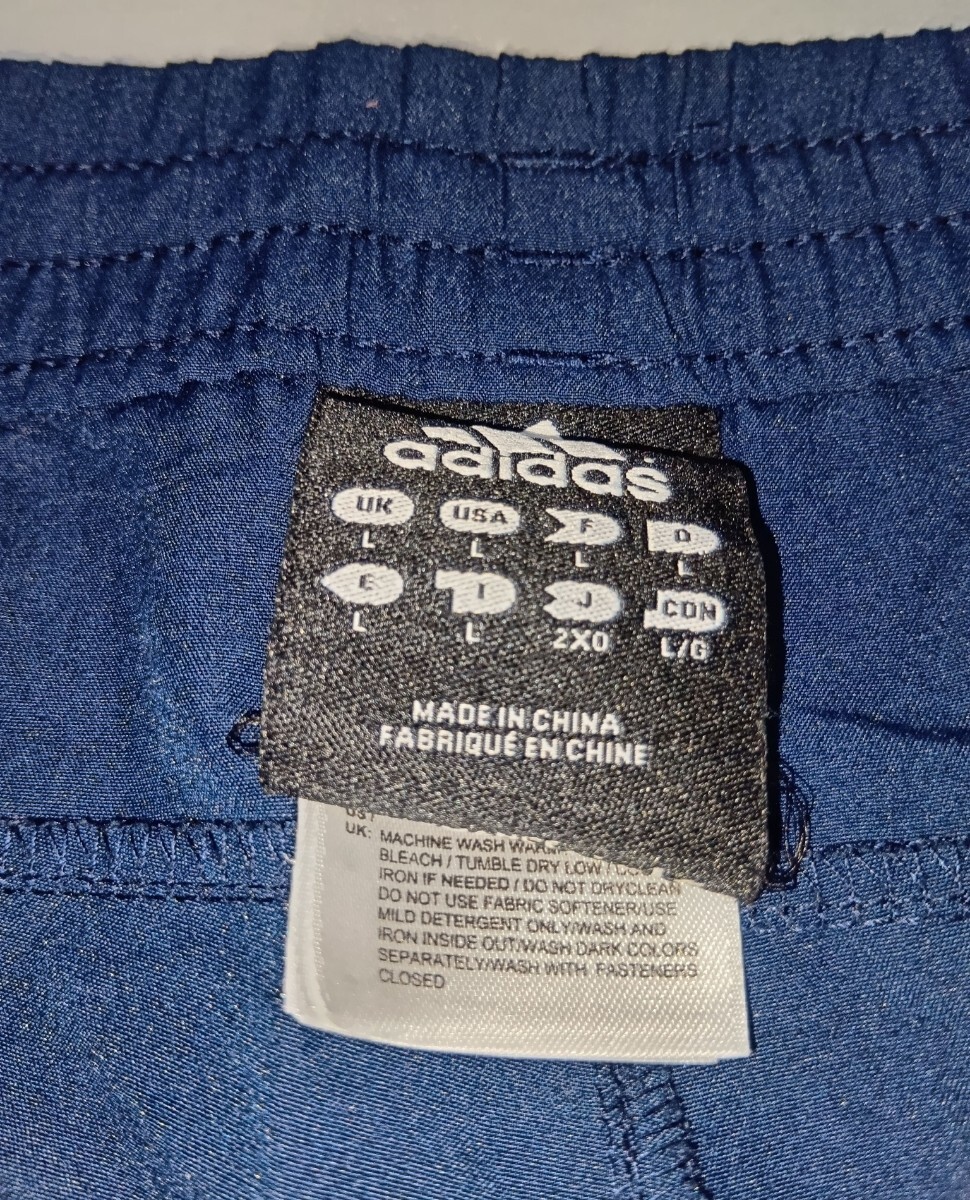 adidas
UK USA F D
L L L L
E I J CDN
L L 2XO L/G
MADE IN CHINA
FABRIQUÉ EN CHINE
UK: MACHINE WASH WARM
BLEACH / TUMBLE DRY LOW /
IRON IF NEEDED / DO NOT DRYCLEAN
DO NOT USE FABRIC SOFTENER/USE
MILD DETERGENT ONLY/WASH AND
IRON INSIDE OUT/WASH DARK COLORS
SEPARATELY/WASH WITH FASTENERS
CLOSED